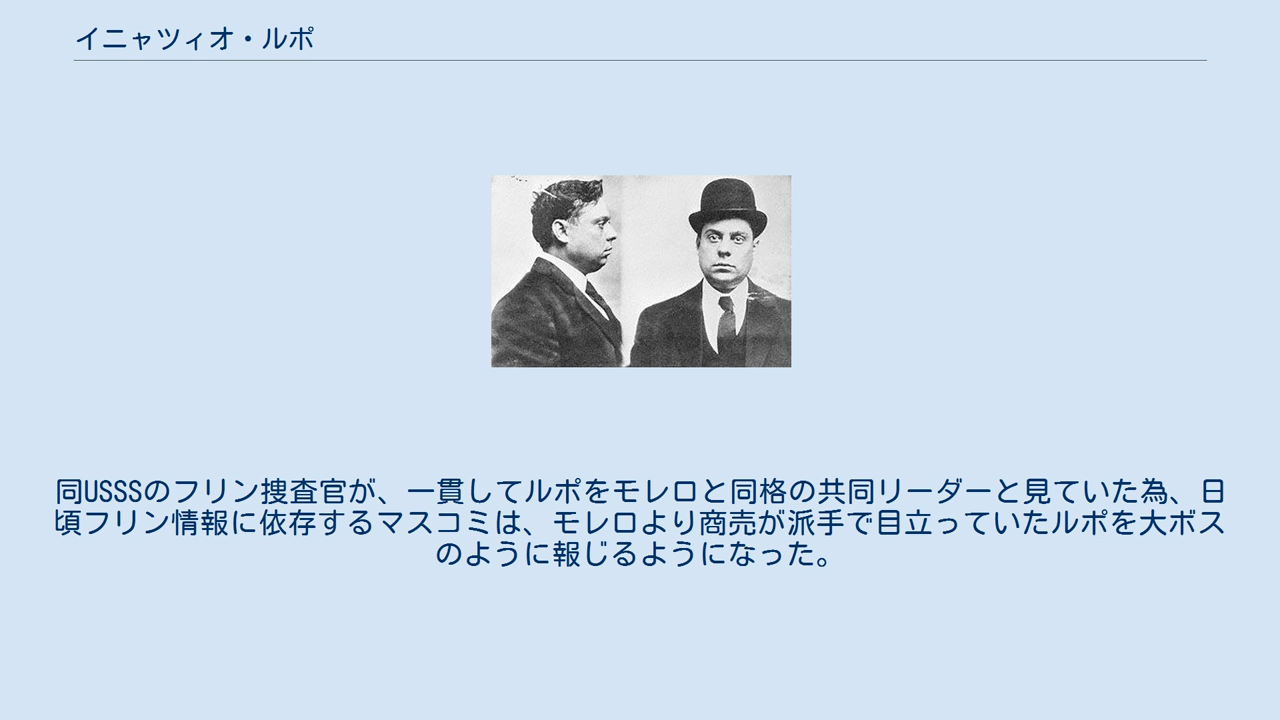 イニャツィオ・ルポ
同USSSのフリン捜査官が、一貫してルポをモレロと同格の共同リーダーと見ていた為、日
頃フリン情報に依存するマスコミは、モレロより商売が派手で目立っていたルポを大ボス
のように報じるようになった。